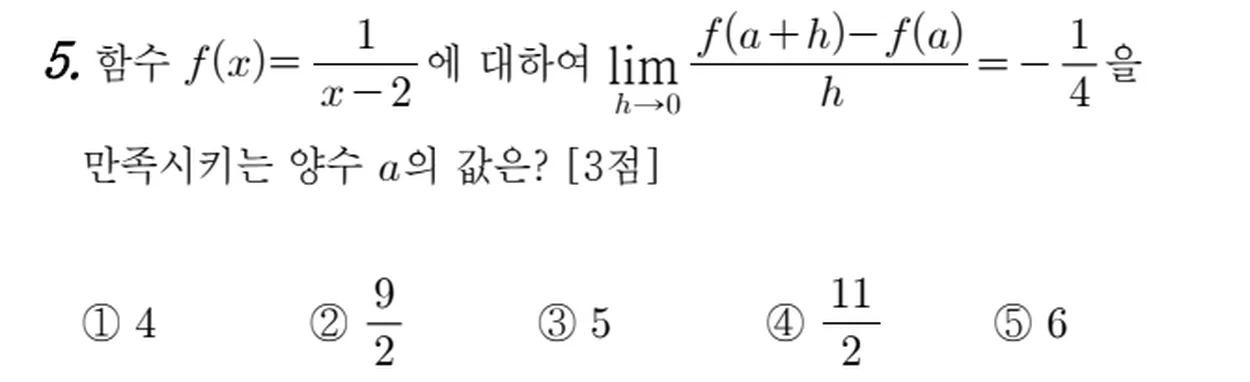 5. 함수 f(x)=1/(x-2)에 대하여 lim_{h→0} (f(a+h)-f(a))/h=-1/4을
만족시키는 양수 a의 값은? [3점]
① 4 ② 9/2 ③ 5 ④ 11/2 ⑤ 6